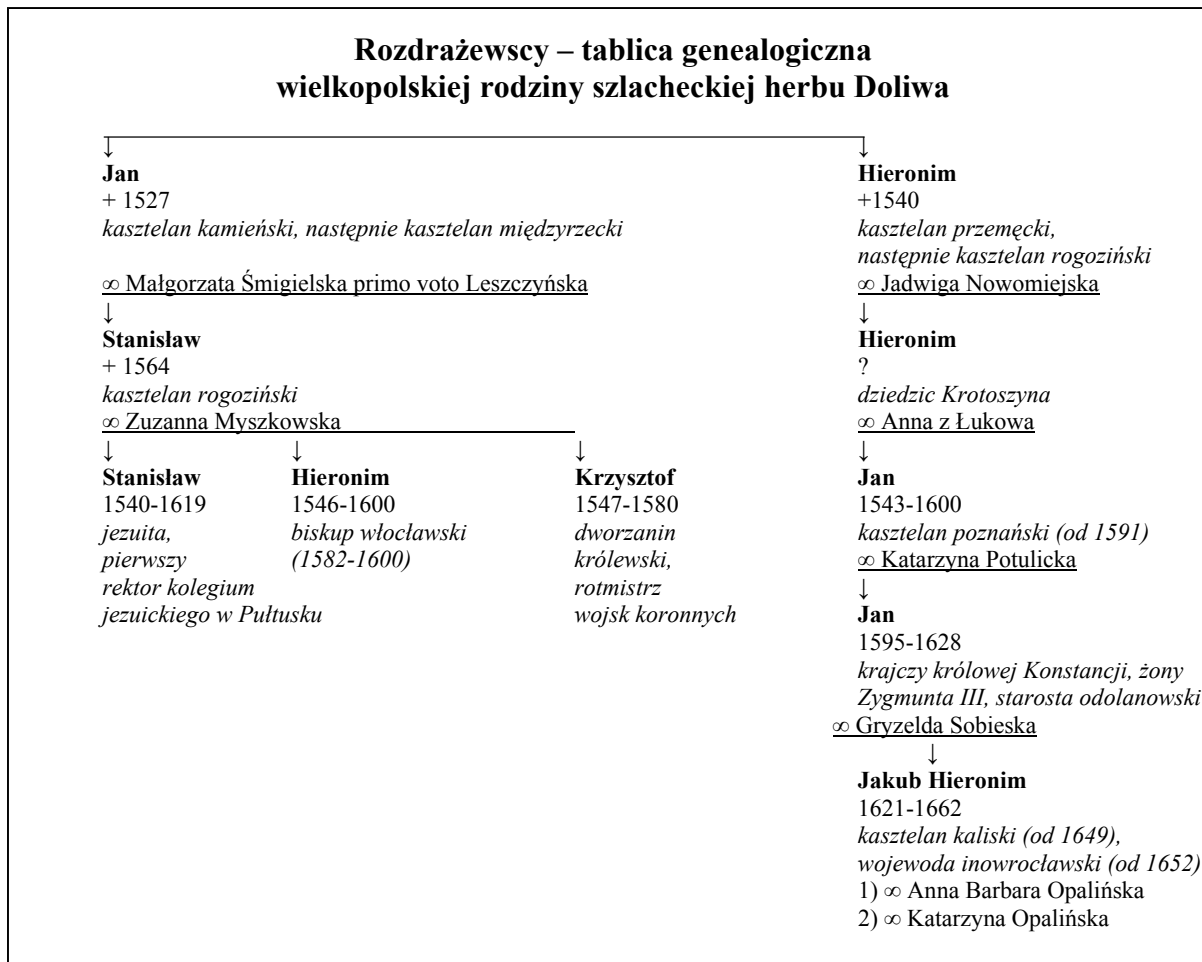 Rozdrażewscy – tablica genealogiczna
wielkopolskiej rodziny szlacheckiej herbu Doliwa
↓
Jan
+ 1527
kasztelan kamieński, następnie kasztelan międzyrzecki
∞ Małgorzata Śmigielska primo voto Leszczyńska
↓
Stanisław
+ 1564
kasztelan rogoziński
∞ Zuzanna Myszkowska
↓
Stanisław
1540-1619
jezuita,
pierwszy
rektor kolegium
jezuickiego w Pułtusku
↓
Hieronim
1546-1600
biskup włocławski
(1582-1600)
↓
Krzysztof
1547-1580
dworzanin
królewski,
rotmistrz
wojsk koronnych
↓
Hieronim
+1540
kasztelan przemęcki,
następnie kasztelan rogoziński
∞ Jadwiga Nowomiejska
↓
Hieronim
?
dziedzic Krotoszyna
∞ Anna z Łukowa
↓
Jan
1543-1600
kasztelan poznański (od 1591)
∞ Katarzyna Potulicka
↓
Jan
1595-1628
krajczy królowej Konstancji, żony
Zygmunta III, starosta odolanowski
∞ Gryzelda Sobieska
↓
Jakub Hieronim
1621-1662
kasztelan kaliski (od 1649),
wojewoda inowrocławski (od 1652)
1) ∞ Anna Barbara Opalińska
2) ∞ Katarzyna Opalińska